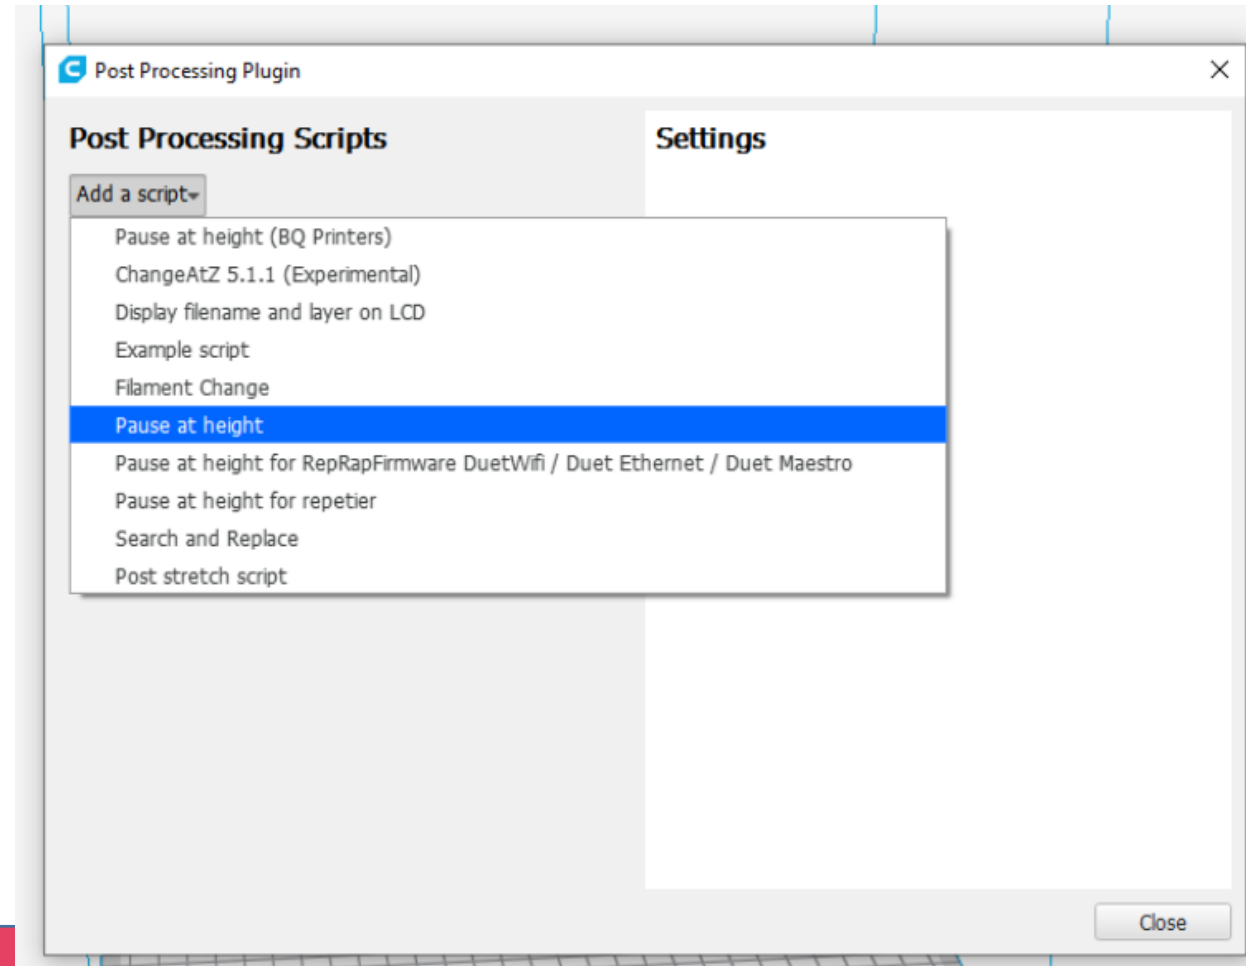 Post Processing Plugin
Post Processing Scripts
Settings
Add a script
Pause at height (BQ Printers)
ChangeAtZ 5.1.1 (Experimental)
Display filename and layer on LCD
Example script
Filament Change
Pause at height
Pause at height for RepRapFirmware DuetWifi / Duet Ethernet / Duet Maestro
Pause at height for repetier
Search and Replace
Post stretch script
Close